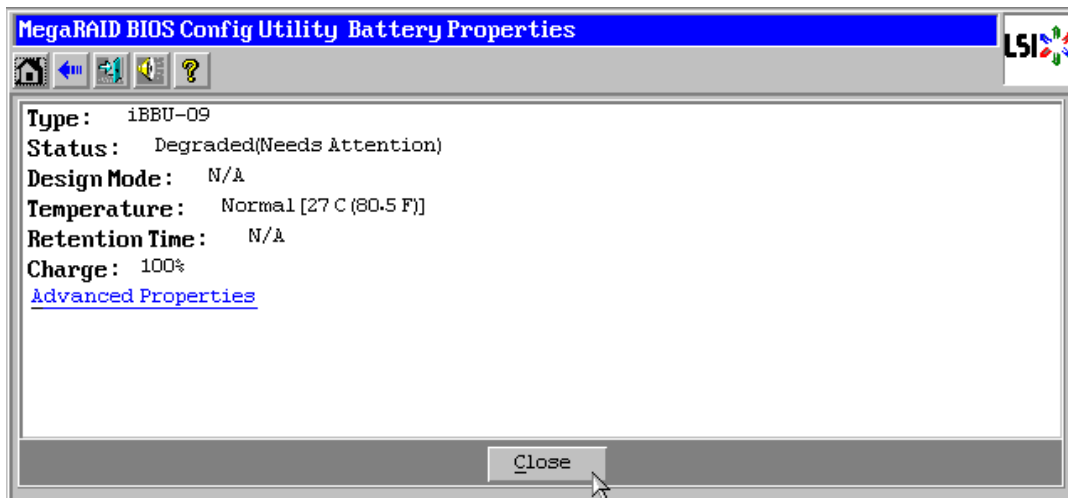 MegaRAID BIOS Config Utility Battery Properties
LSI
Type: iBBU-09
Status: Degraded(Needs Attention)
Design Mode: N/A
Temperature: Normal [27 C (80.5 F)]
Retention Time: N/A
Charge: 100%
Advanced Properties
Close